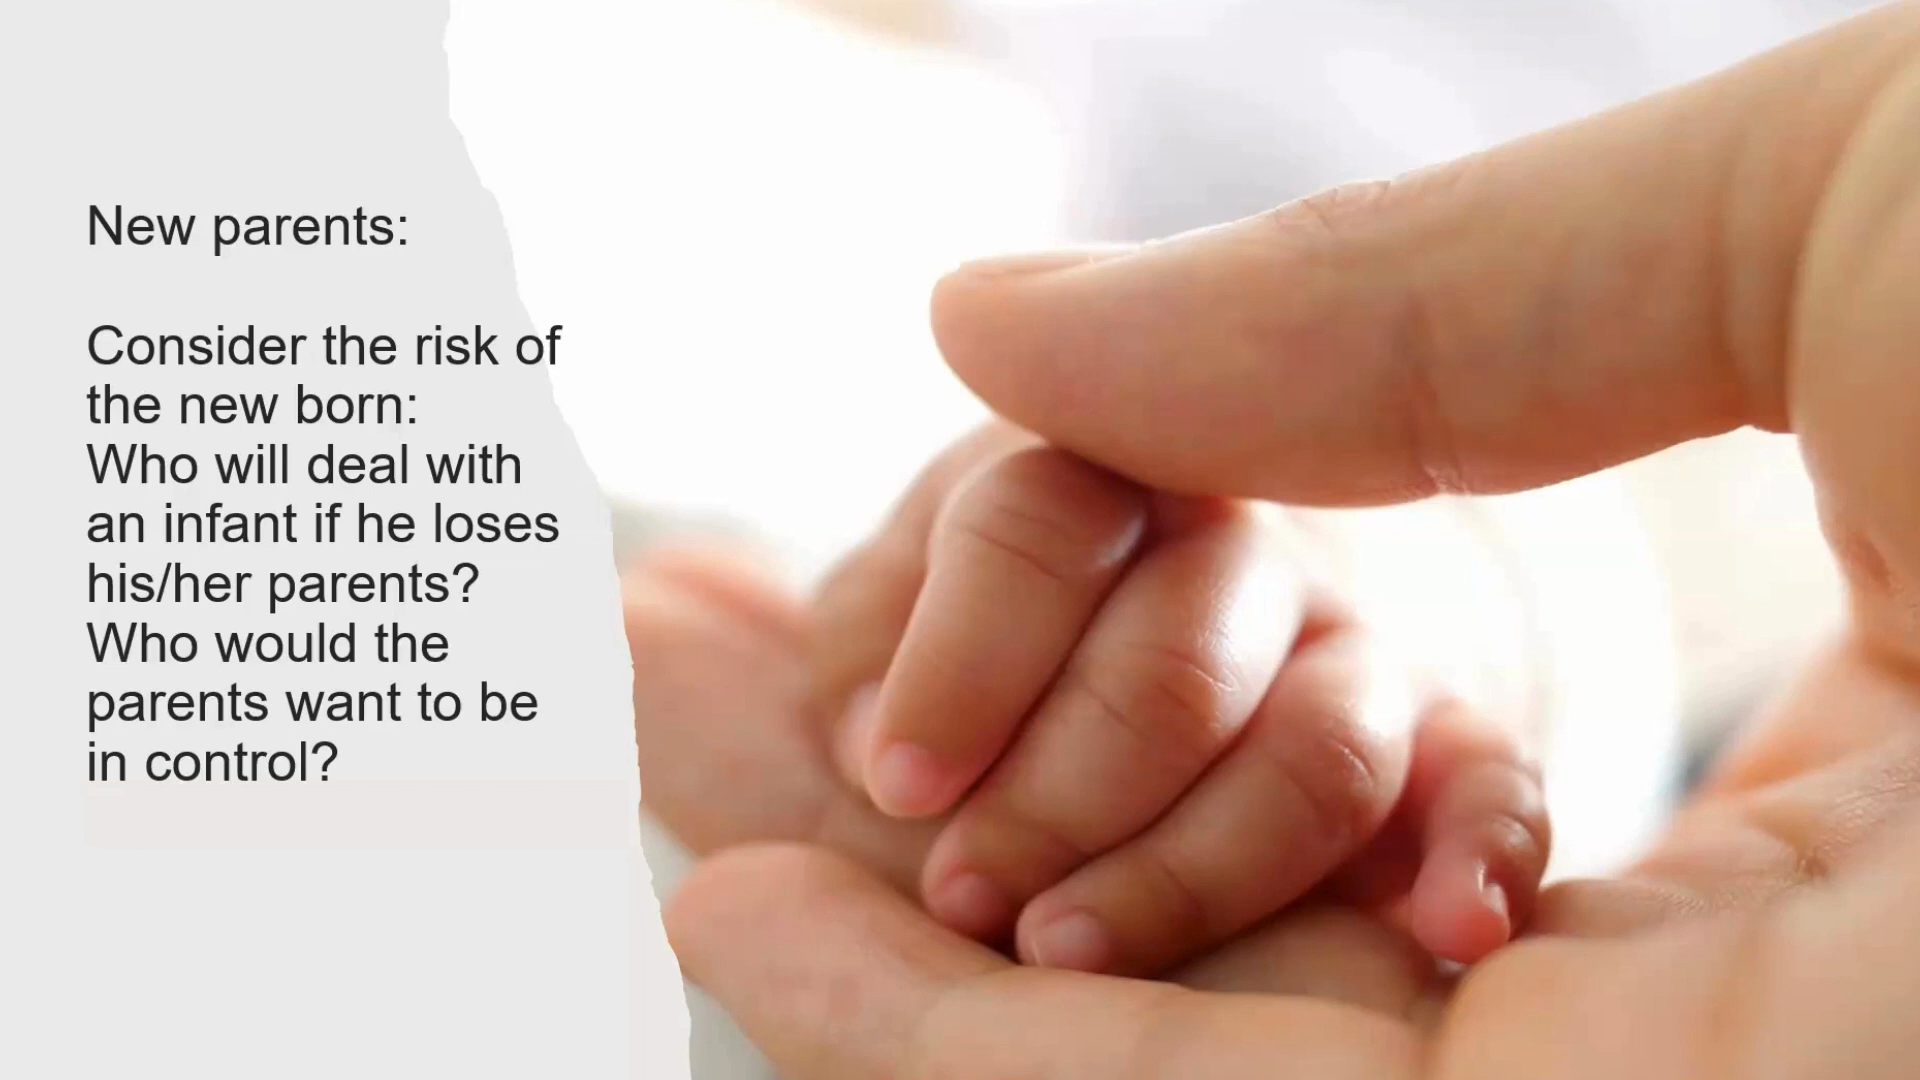 New parents:
Consider the risk of
the new born:
Who will deal with
an infant if he loses
his/her parents?
Who would the
parents want to be
in control?